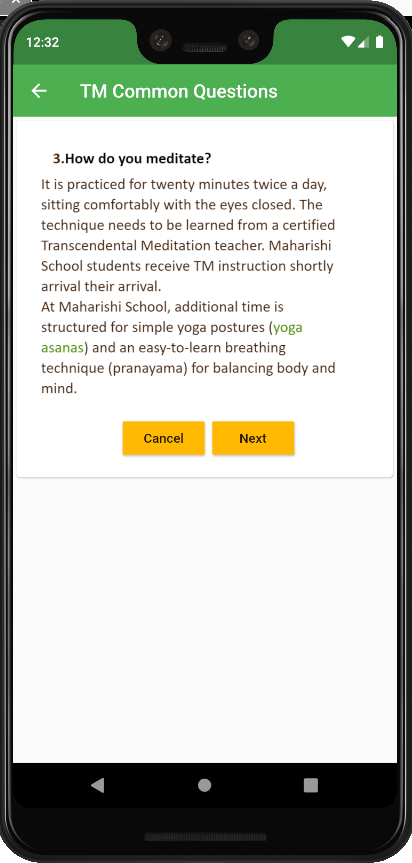 12:32
TM Common Questions
3.How do you meditate?
It is practiced for twenty minutes twice a day,
sitting comfortably with the eyes closed. The
technique needs to be learned from a certified
Transcendental Meditation teacher. Maharishi
School students receive TM instruction shortly
arrival their arrival.
At Maharishi School, additional time is
structured for simple yoga postures (yoga
asanas) and an easy-to-learn breathing
technique (pranayama) for balancing body and
mind.
Cancel Next